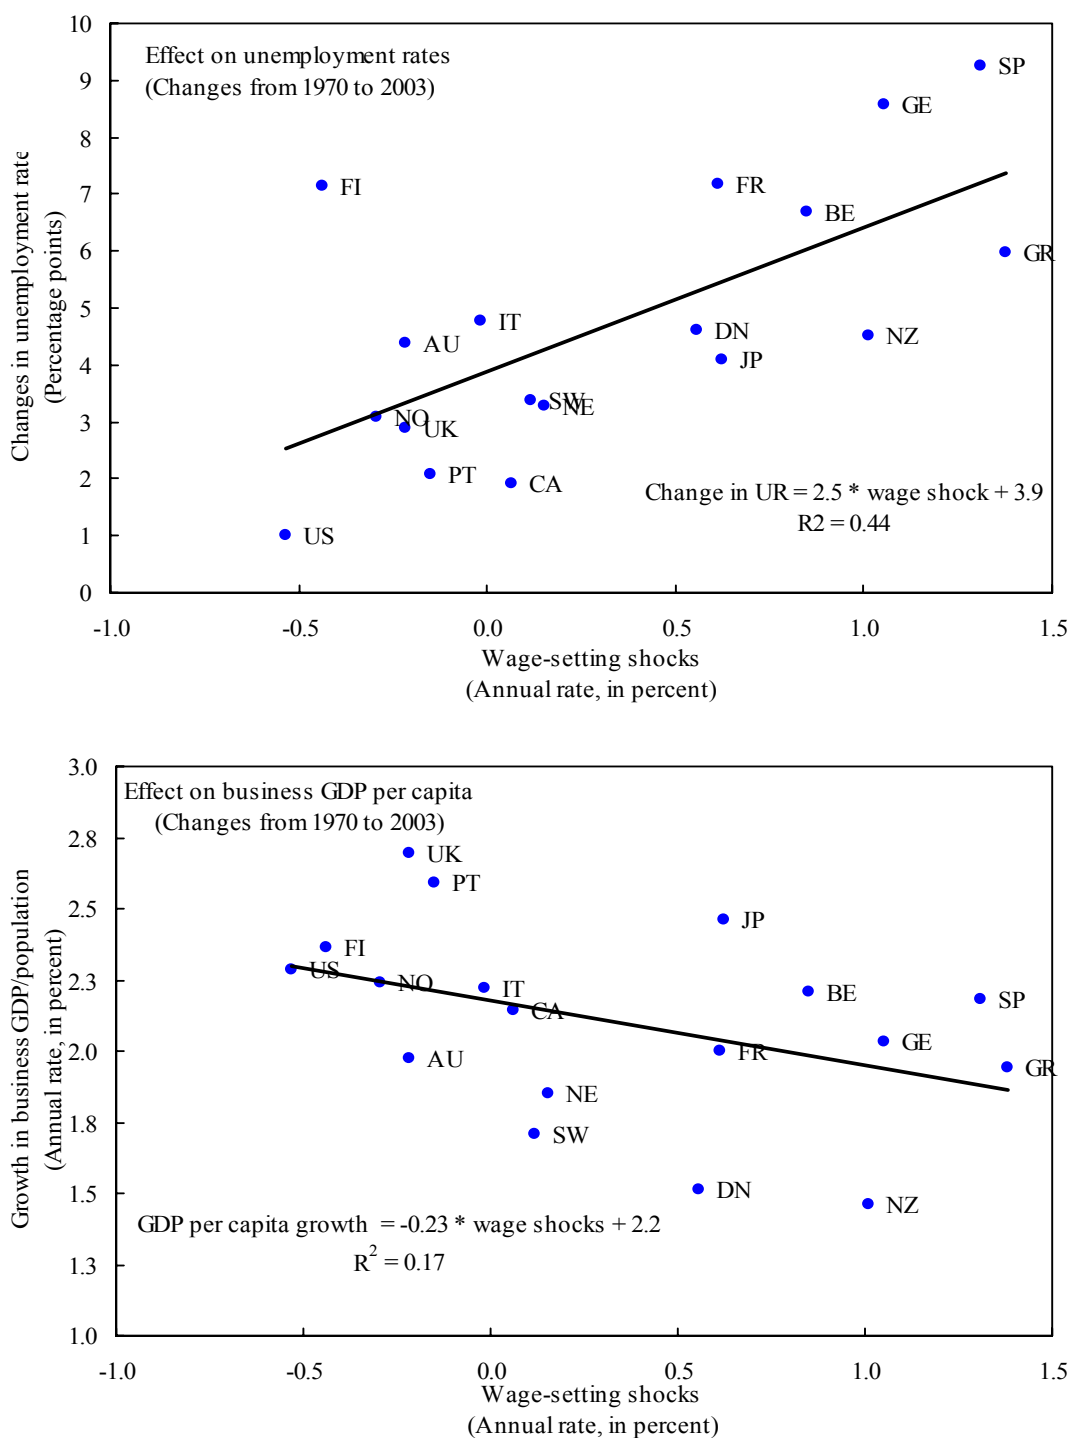 10
9
8
7
6
5
4
3
2
1
0
Effect on unemployment rates
(Changes from 1970 to 2003)
Changes in unemployment rate
(Percentage points)
SP
GE
FI
FR
BE
GR
IT
AU
DN
NZ
JP
SW
NE
NO
UK
PT
CA
US
Change in UR = 2.5 * wage shock + 3.9
R2 = 0.44
-1.0 -0.5 0.0 0.5 1.0 1.5
Wage-setting shocks
(Annual rate, in percent)
3.0
2.8
2.5
2.3
2.0
1.8
1.5
1.3
1.0
Effect on business GDP per capita
(Changes from 1970 to 2003)
Growth in business GDP/population
(Annual rate, in percent)
UK
PT
JP
FI
US
NO
IT
CA
BE
SP
GE
FR
AU
GR
NE
SW
DN
NZ
GDP per capita growth = -0.23 * wage shocks + 2.2
R2 = 0.17
-1.0 -0.5 0.0 0.5 1.0 1.5
Wage-setting shocks
(Annual rate, in percent)